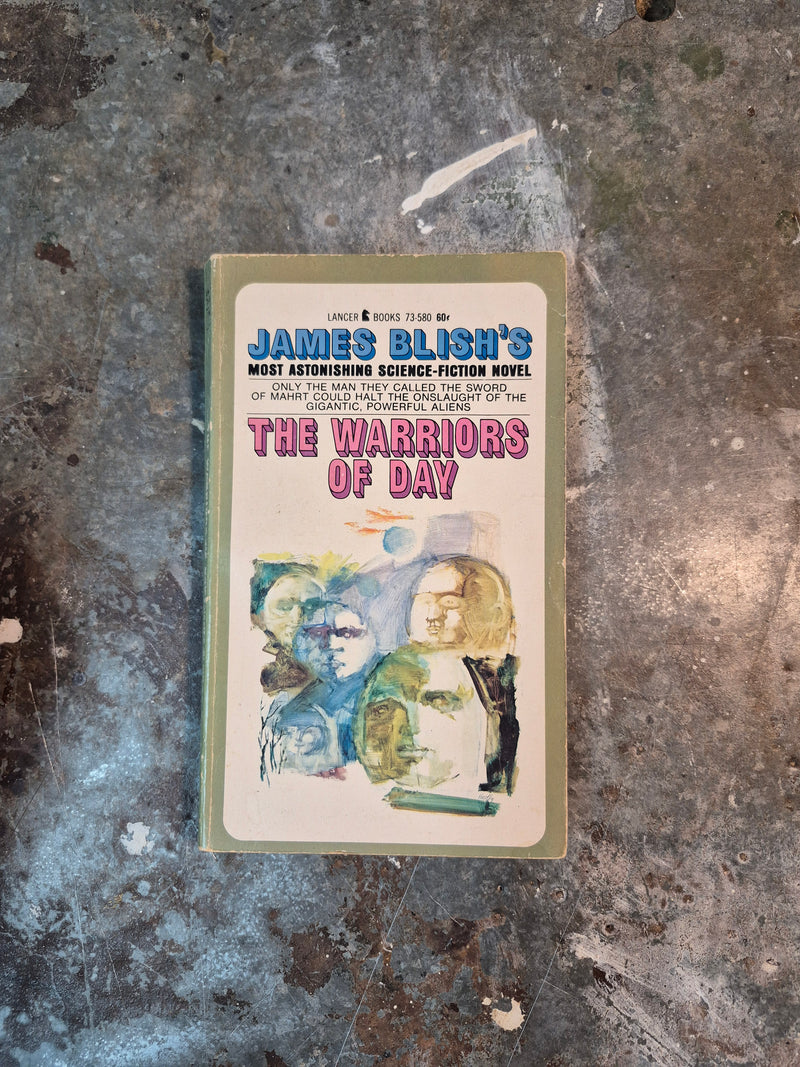 LANCER BOOKS 73-580 60¢
JAMES BLISH'S
MOST ASTONISHING SCIENCE-FICTION NOVEL
ONLY THE MAN THEY CALLED THE SWORD
OF MAHRT COULD HALT THE ONSLAUGHT OF THE
GIGANTIC, POWERFUL ALIENS
THE WARRIORS
OF DAY